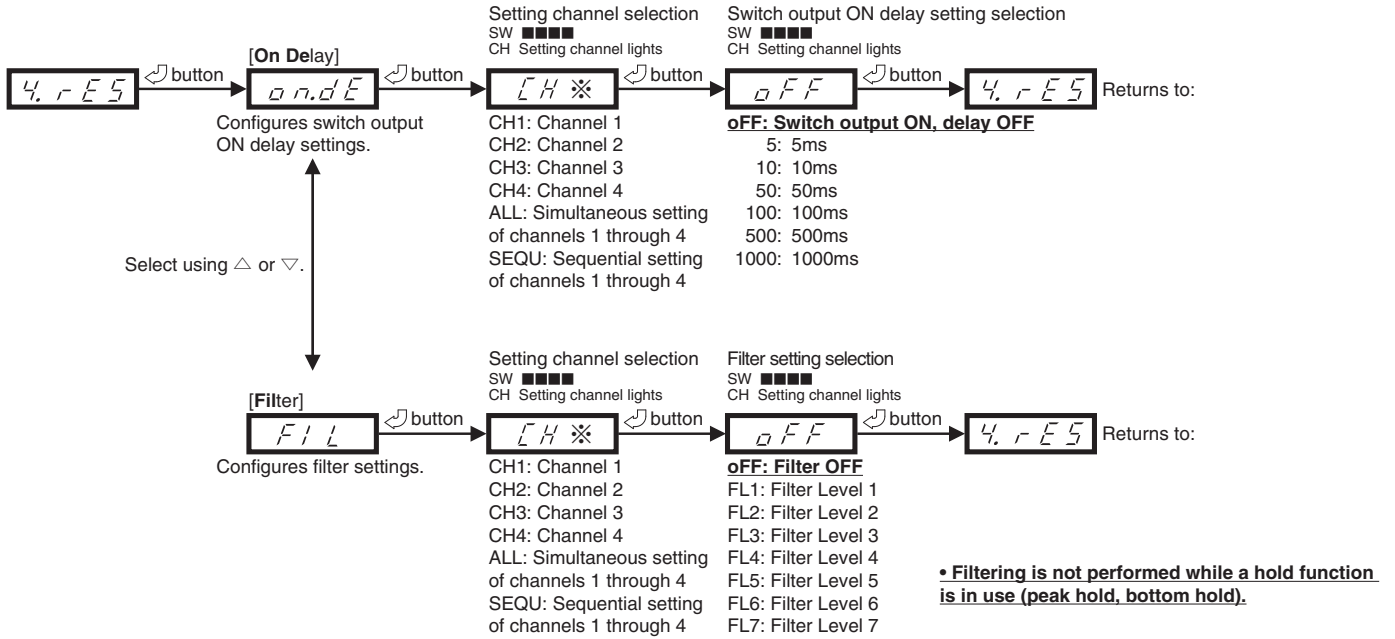 Setting channel selection
SW ■■■■
CH Setting channel lights
Switch output ON delay setting selection
SW ■■■■
CH Setting channel lights
[On Delay]
4. rES
button
on.dE
button
CH ※
button
oFF
button
4. rES
Returns to:
Configures switch output
ON delay settings.
CH1: Channel 1
CH2: Channel 2
CH3: Channel 3
CH4: Channel 4
ALL: Simultaneous setting
of channels 1 through 4
SEQU: Sequential setting
of channels 1 through 4
oFF: Switch output ON, delay OFF
5: 5ms
10: 10ms
50: 50ms
100: 100ms
500: 500ms
1000: 1000ms
Select using △ or ▽.
Setting channel selection
SW ■■■■
CH Setting channel lights
Filter setting selection
SW ■■■■
CH Setting channel lights
[Filter]
FIL
button
CH ※
button
oFF
button
4. rES
Returns to:
Configures filter settings.
CH1: Channel 1
CH2: Channel 2
CH3: Channel 3
CH4: Channel 4
ALL: Simultaneous setting
of channels 1 through 4
SEQU: Sequential setting
of channels 1 through 4
oFF: Filter OFF
FL1: Filter Level 1
FL2: Filter Level 2
FL3: Filter Level 3
FL4: Filter Level 4
FL5: Filter Level 5
FL6: Filter Level 6
FL7: Filter Level 7
• Filtering is not performed while a hold function
is in use (peak hold, bottom hold).